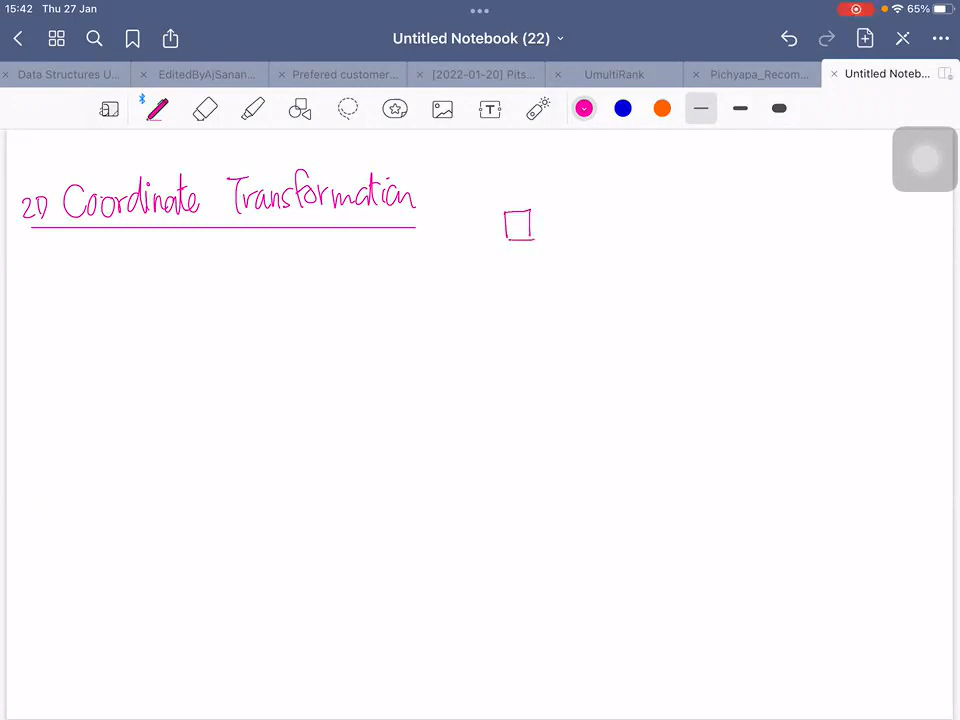 15:42 Thu 27 Jan
65%
Untitled Notebook (22)
Data Structures U...
EditedByAjSanan...
Prefered customer...
[2022-01-20] Pits...
UmultiRank
Pichyapa_Recom...
Untitled Noteb...
T
2D Coordinate Transformation